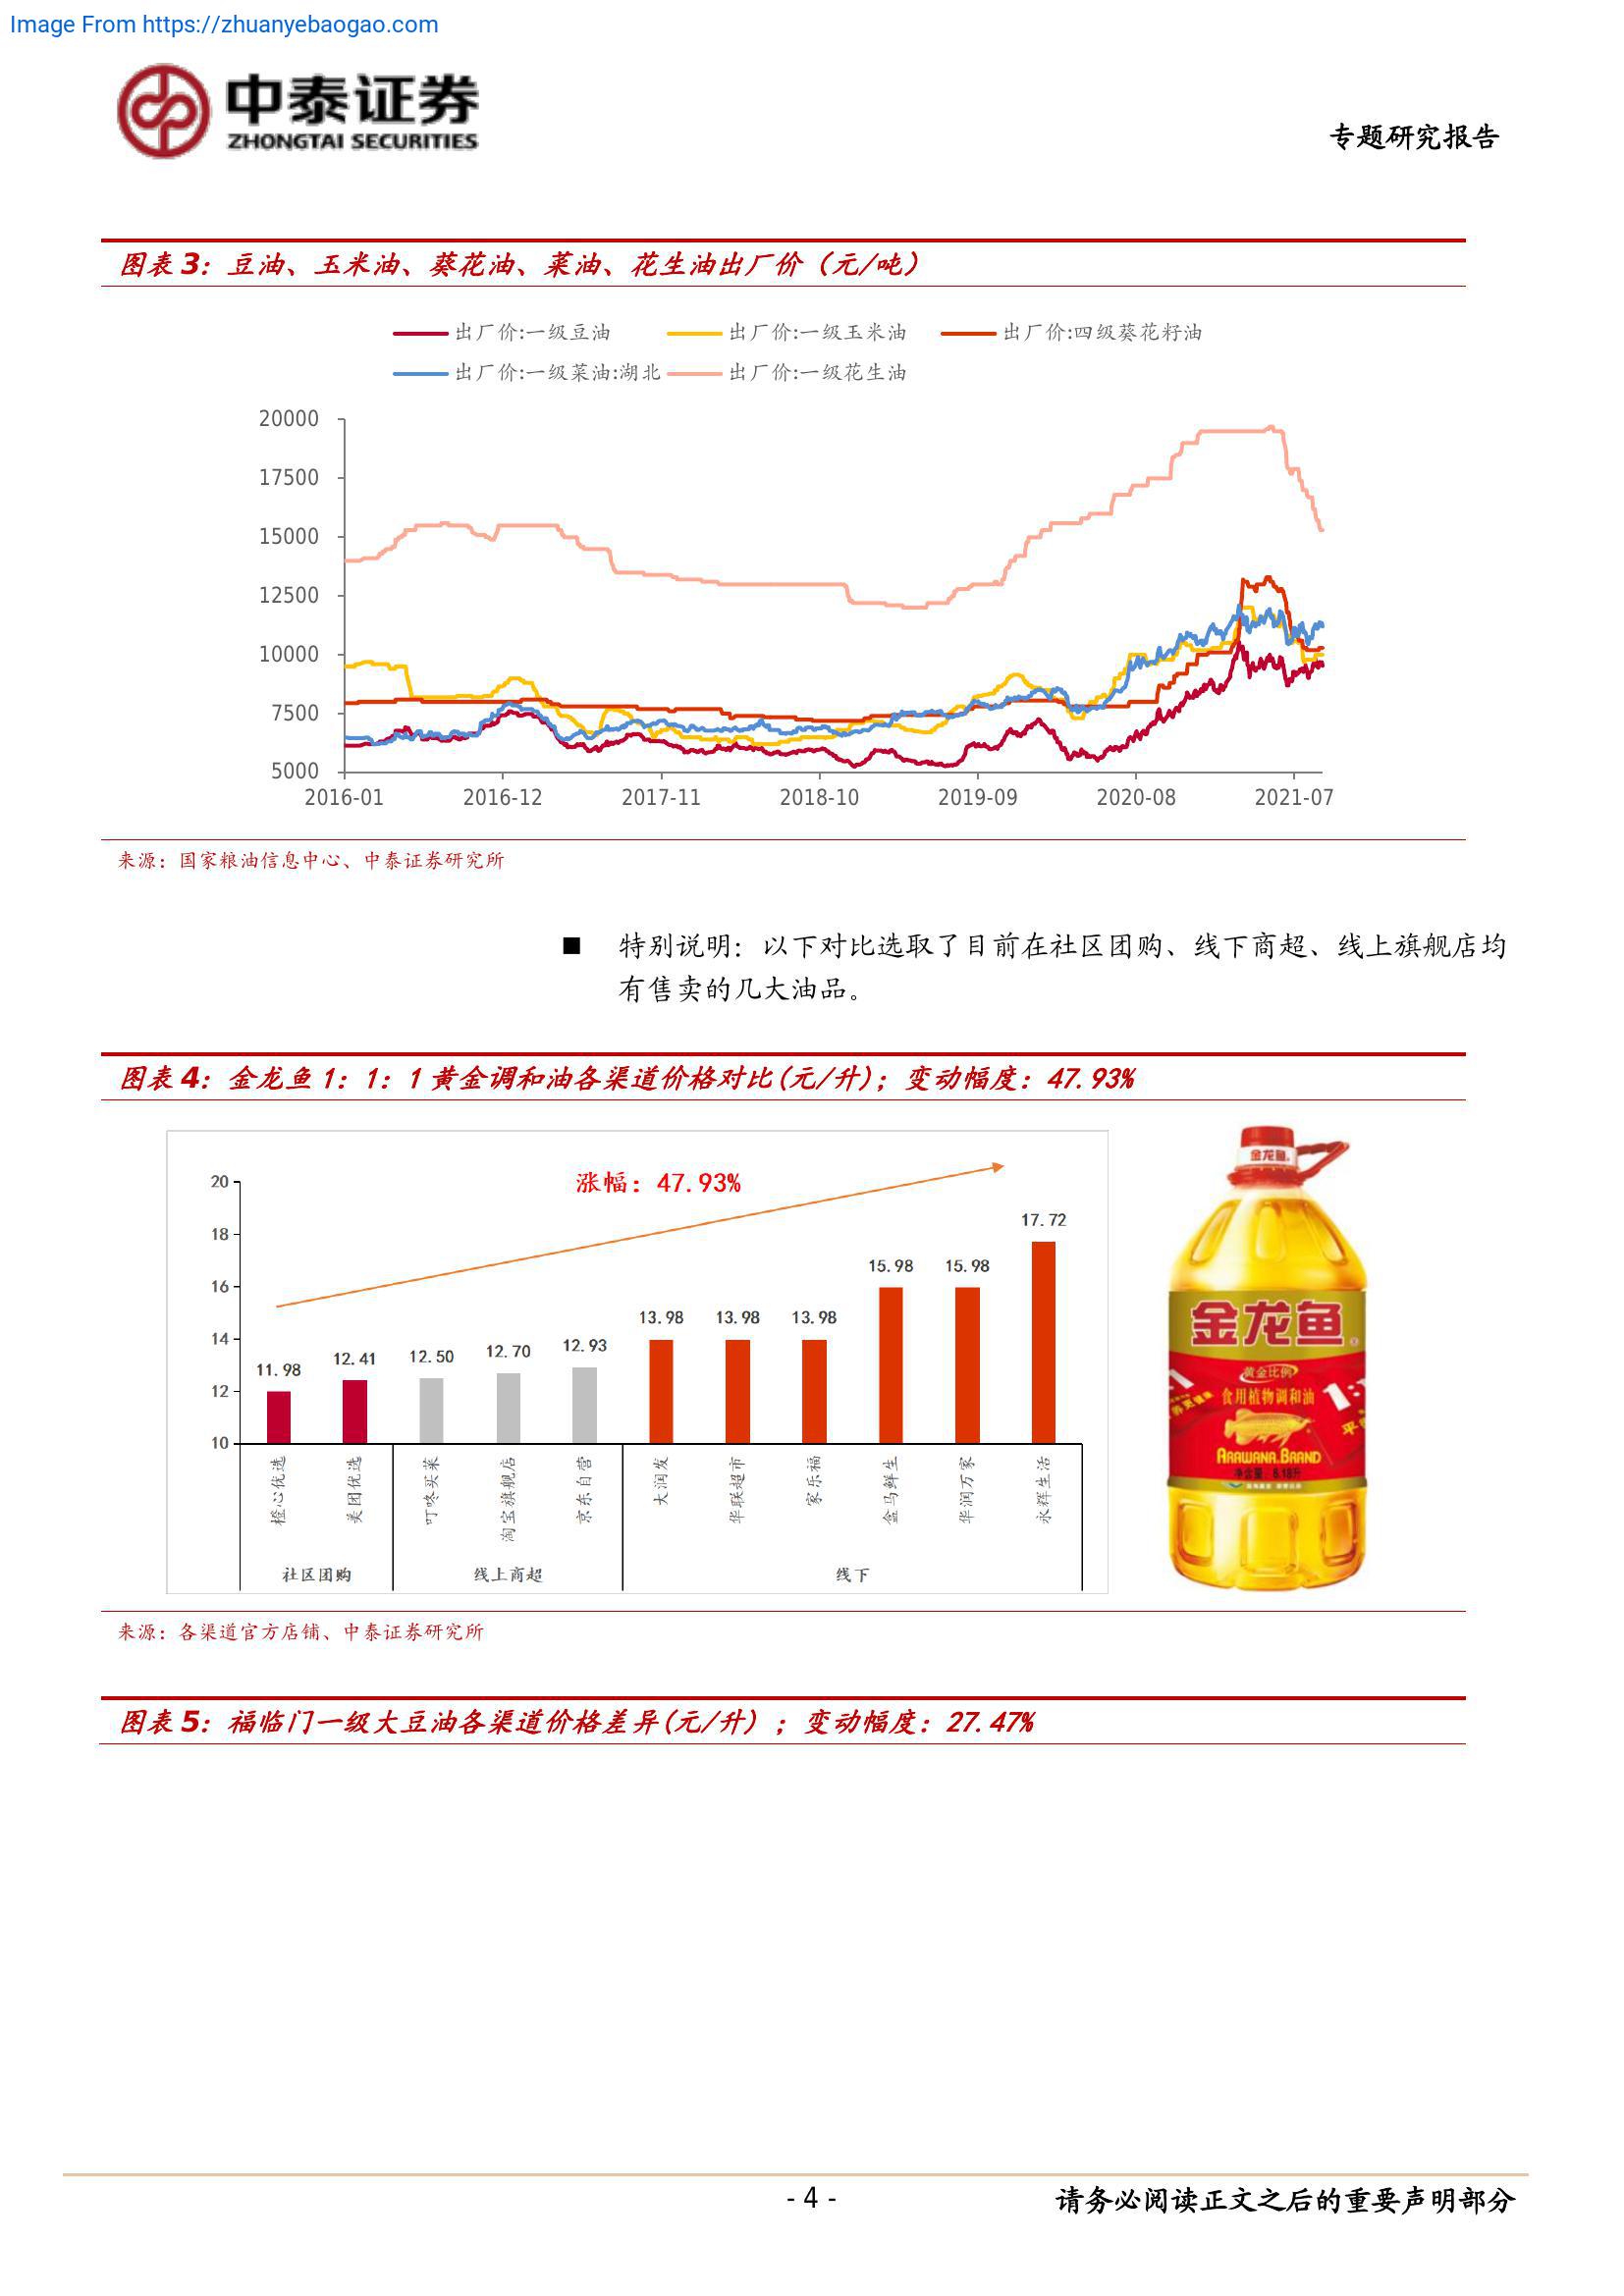 Image From https://zhuanyebaogao.com
中泰证券
ZHONGTAI SECURITIES
专题研究报告
图表 3：豆油、玉米油、葵花油、菜油、花生油出厂价（元/吨）
出厂价:一级豆油 出厂价:一级玉米油 出厂价:四级葵花籽油
出厂价:一级菜油:湖北 出厂价:一级花生油
20000
17500
15000
12500
10000
7500
5000
2016-01 2016-12 2017-11 2018-10 2019-09 2020-08 2021-07
来源：国家粮油信息中心、中泰证券研究所
■ 特别说明：以下对比选取了目前在社区团购、线下商超、线上旗舰店均
有售卖的几大油品。
图表 4：金龙鱼 1：1：1 黄金调和油各渠道价格对比(元/升)；变动幅度：47.93%
涨幅：47.93%
20
18
16
14
12
10
11.98 12.41 12.50 12.70 12.93 13.98 13.98 13.98 15.98 15.98 17.72
橙心优选 美团优选 叮咚买菜 淘宝旗舰店 京东自营 大润发 华联超市 家乐福 盒马鲜生 华润万家 永辉生活
社区团购 线上商超 线下
金龙鱼
金龙鱼
黄金比例
食用植物调和油
ARAWANA BRAND
净含量：6.18升
来源：各渠道官方店铺、中泰证券研究所
图表 5：福临门一级大豆油各渠道价格差异(元/升) ；变动幅度：27.47%
- 4 -
请务必阅读正文之后的重要声明部分